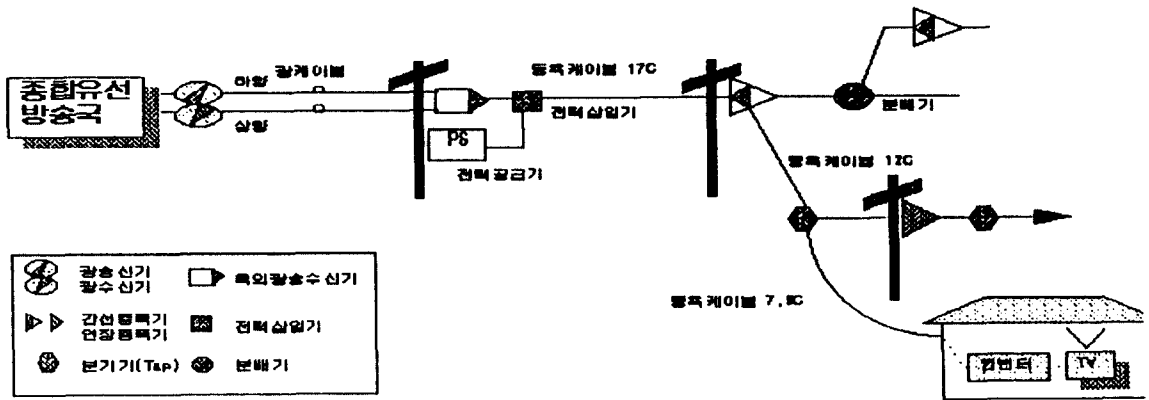 종합유선
방송국
하향
상향
광케이블
동축케이블 17C
전력삽입기
PS
전력공급기
분배기
동축케이블 12C
동축케이블 7, 5C
컨버터
TV
광송신기
광수신기
옥외광송수신기
간선증폭기
연장증폭기
전력삽입기
분기기(Tap)
분배기